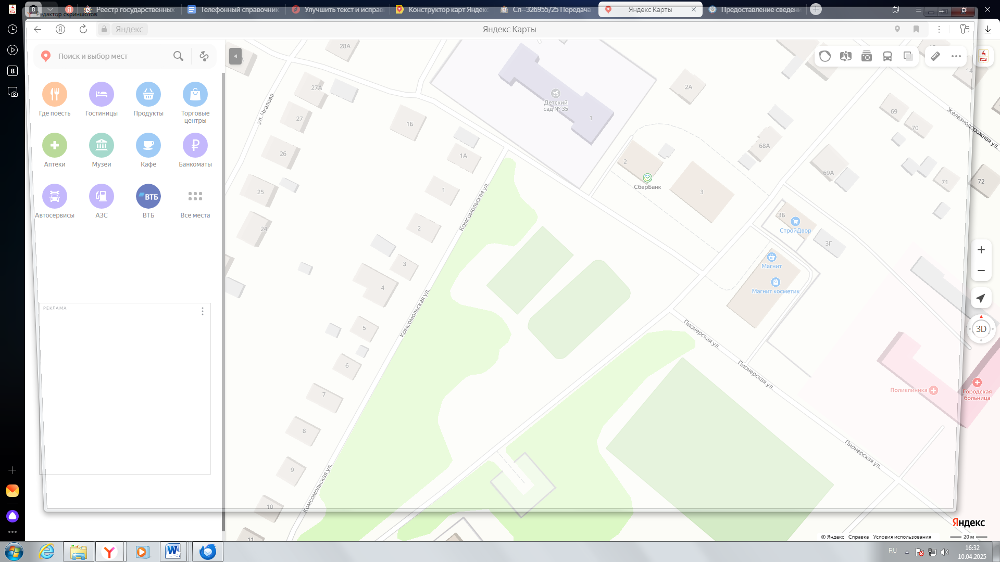 8
Реестр государственных
Телефонный справочник
Улучшить текст и исправ
Конструктор карт Яндекс
Сл--326955/25 Передача
Яндекс Карты
Предоставление сведени
Редактор скриншотов
Яндекс
Яндекс Карты
8
Поиск и выбор мест
Где поесть
Гостиницы
Продукты
Торговые
центры
Аптеки
Музеи
Кафе
Банкоматы
Автосервисы
АЗС
ВТБ
ВТБ
Все места
РЕКЛАМА
28А
27А
ул. Чкалова
27
26
25
24
1Б
1А
1
2
3
4
5
6
7
8
9
10
11
Комсомольская ул.
Комсомольская ул.
Комсомольская ул.
Детский
сад № 35
1
2А
2
СберБанк
3
68А
69
70
69А
71
72
14
Железнодорожная ул.
3Б
СтройДвор
3Г
Магнит
Магнит косметик
Пионерская ул.
Пионерская ул.
Пионерская ул.
Поликлиника
Городская
больница
3D
Яндекс
© Яндекс Справка Условия использования
20 м
RU
16:32
10.04.2025